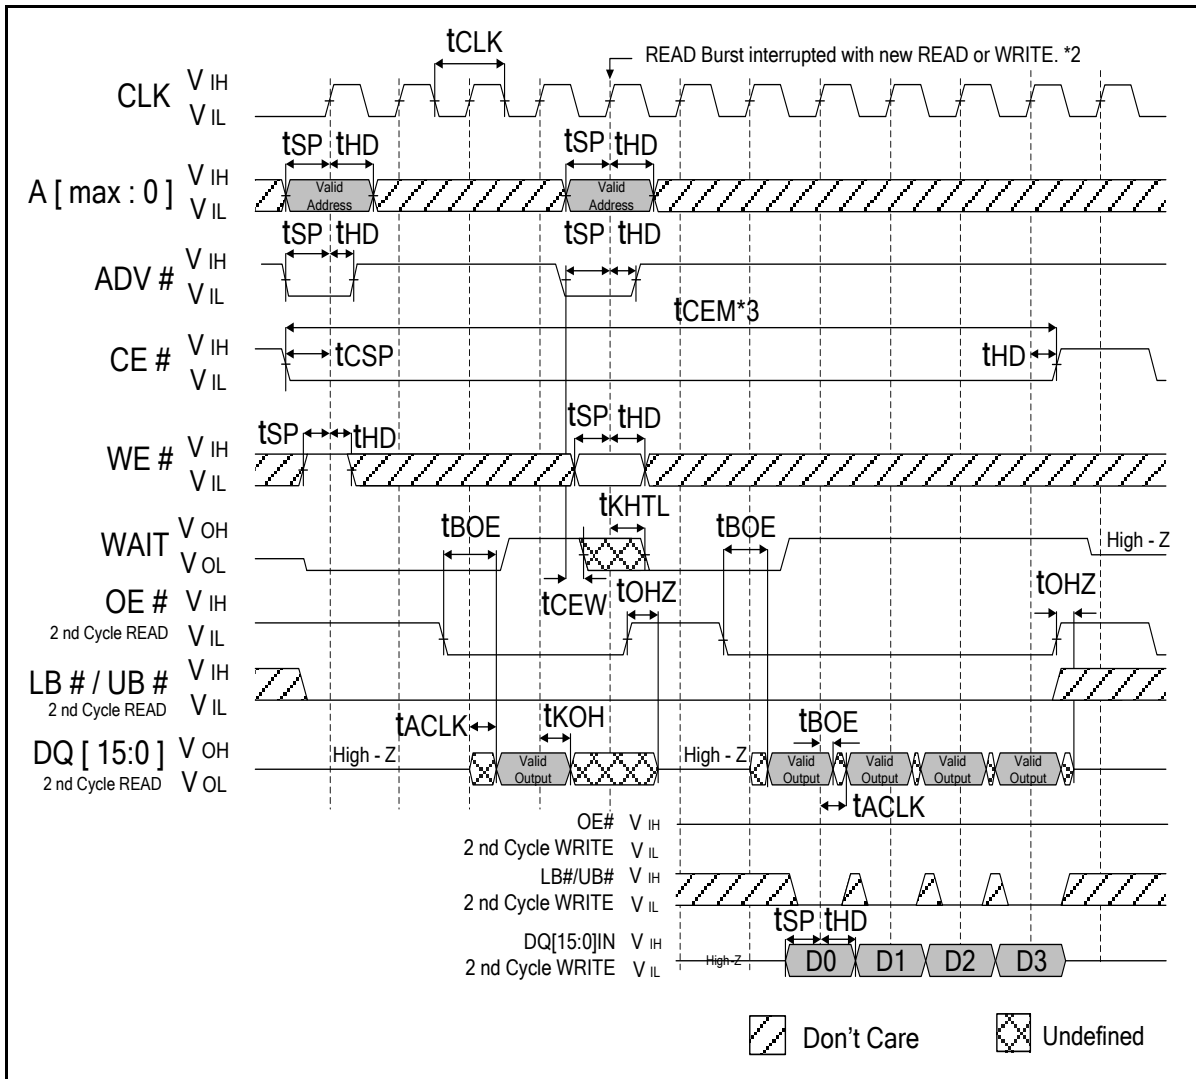 tCLK
READ Burst interrupted with new READ or WRITE. *2
CLK V IH
V IL
tSP tHD tSP tHD
A [ max : 0 ] V IH
V IL
Valid Address
Valid Address
tSP tHD tSP tHD
ADV # V IH
V IL
tCEM*3
CE # V IH
V IL
tCSP tHD
tSP tHD tSP tHD
WE # V IH
V IL
tKHTL
tBOE tBOE
WAIT V OH
V OL
High - Z
tCEW tOHZ tOHZ
OE # V IH
2 nd Cycle READ V IL
LB # / UB # V IH
2 nd Cycle READ V IL
tACLK tKOH tBOE
DQ [ 15:0 ] V OH
2 nd Cycle READ V OL
High - Z
Valid Output
High - Z
Valid Output
Valid Output
Valid Output
Valid Output
tACLK
OE# V IH
2 nd Cycle WRITE V IL
LB#/UB# V IH
2 nd Cycle WRITE V IL
tSP tHD
DQ[15:0]IN V IH
2 nd Cycle WRITE V IL
High-Z D0 D1 D2 D3
Don't Care Undefined